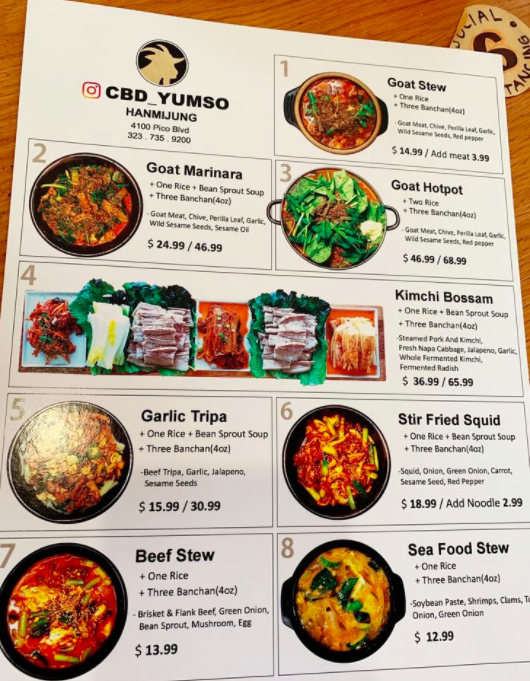 SOCIAL
6
TANCING
CBD_YUMSO
HANMIJUNG
4100 Pico Blvd
323 . 735 . 9200
1
Goat Stew
+ One Rice
+ Three Banchan(4oz)
- Goat Meat, Chive, Perilla Leaf, Garlic,
Wild Sesame Seeds, Red pepper
$ 14.99 / Add meat 3.99
2
Goat Marinara
+ One Rice + Bean Sprout Soup
+ Three Banchan(4oz)
- Goat Meat, Chive, Perilla Leaf, Garlic,
Wild Sesame Seeds, Sesame Oil
$ 24.99 / 46.99
3
Goat Hotpot
+ Two Rice
+ Three Banchan(4oz)
- Goat Meat, Chive, Perilla Leaf, Garlic,
Wild Sesame Seeds, Red pepper
$ 46.99 / 68.99
4
Kimchi Bossam
+ One Rice + Bean Sprout Soup
+ Three Banchan(4oz)
-Steamed Pork And Kimchi,
Fresh Napa Cabbage, Jalapeno, Garlic,
Whole Fermented Kimchi,
Fermented Radish
$ 36.99 / 65.99
5
Garlic Tripa
+ One Rice + Bean Sprout Soup
+ Three Banchan(4oz)
-Beef Tripa, Garlic, Jalapeno,
Sesame Seeds
$ 15.99 / 30.99
6
Stir Fried Squid
+ One Rice + Bean Sprout Soup
+ Three Banchan(4oz)
-Squid, Onion, Green Onion, Carrot,
Sesame Seed, Red Pepper
$ 18.99 / Add Noodle 2.99
7
Beef Stew
+ One Rice
+ Three Banchan(4oz)
- Brisket & Flank Beef, Green Onion,
Bean Sprout, Mushroom, Egg
$ 13.99
8
Sea Food Stew
+ One Rice
+ Three Banchan(4oz)
-Soybean Paste, Shrimps, Clams,
Onion, Green Onion
$ 12.99